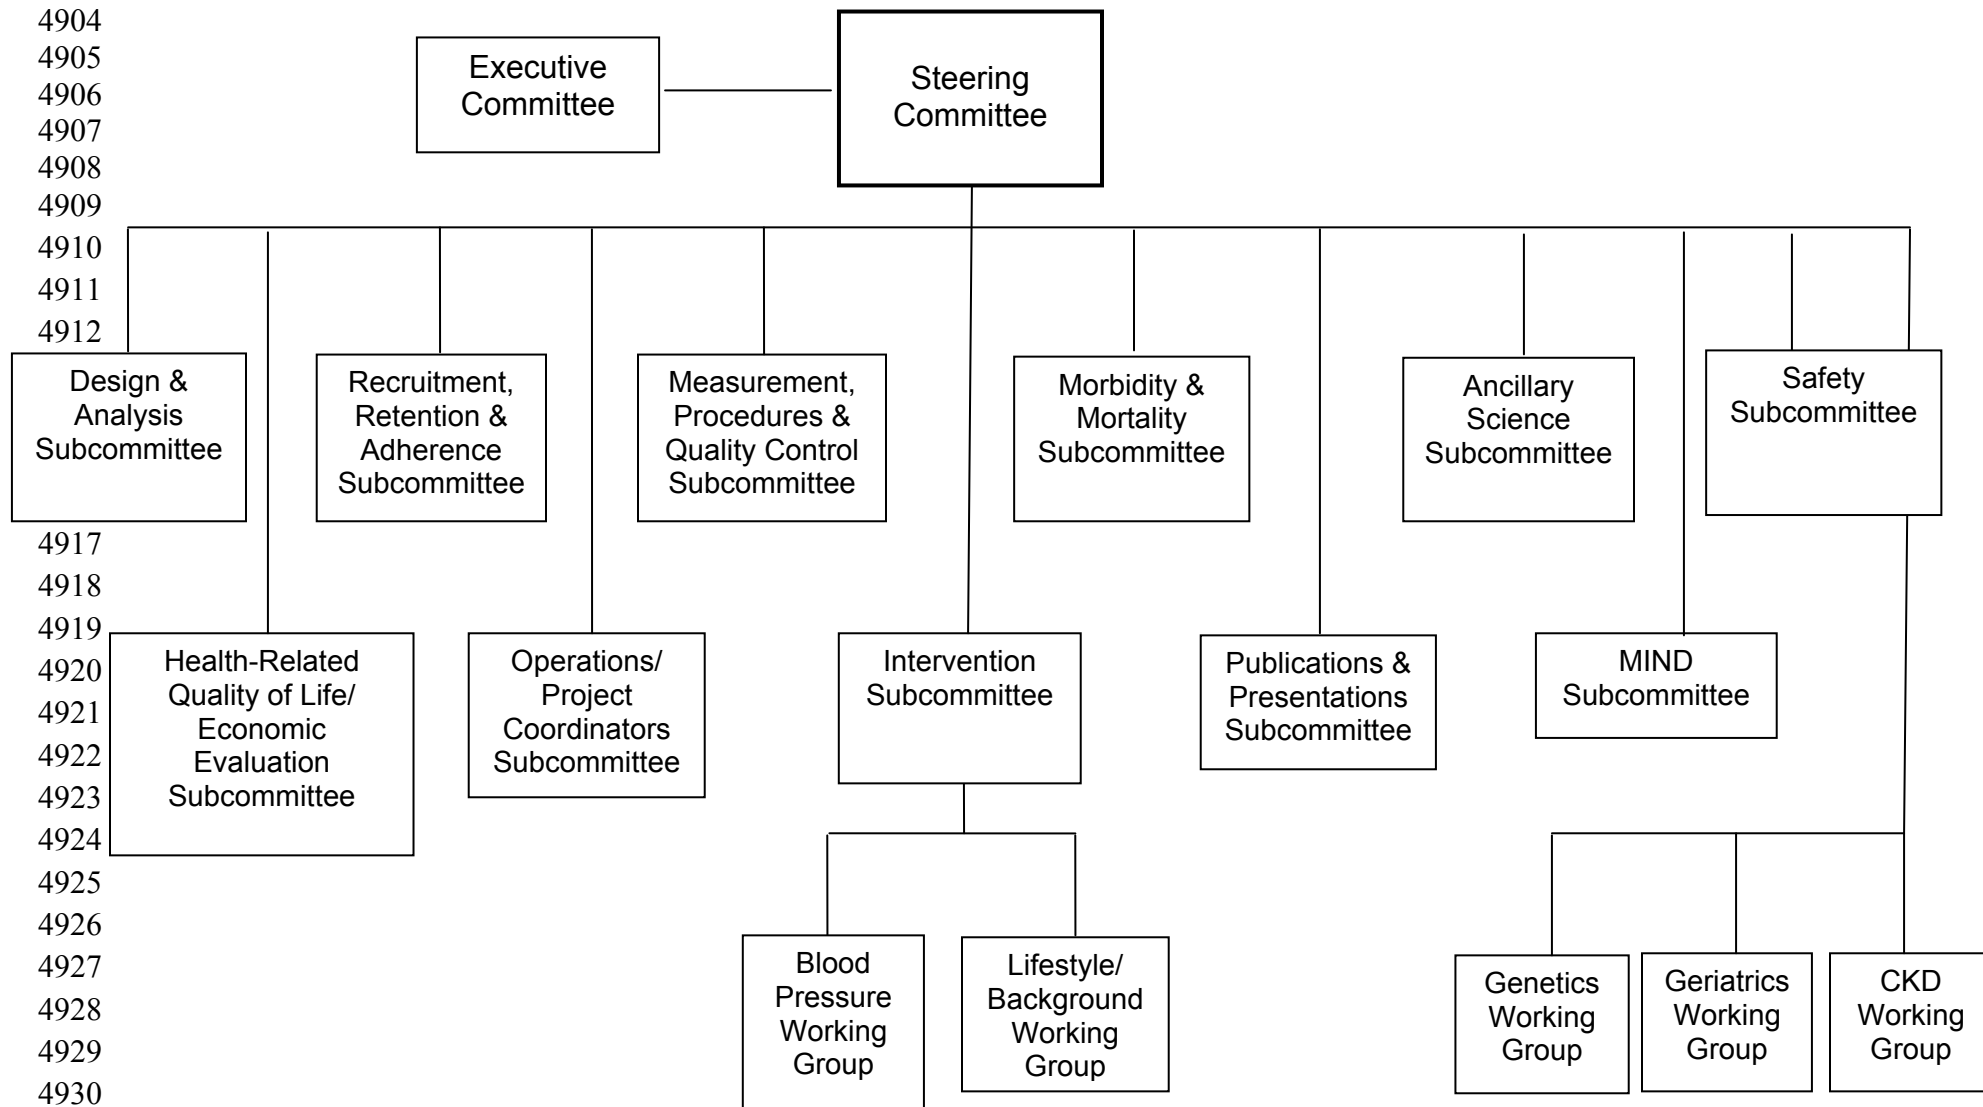 4904
4905
4906
4907
4908
4909
4910
4911
4912
4917
4918
4919
4920
4921
4922
4923
4924
4925
4926
4927
4928
4929
4930
Executive
Committee
Steering
Committee
Design &
Analysis
Subcommittee
Recruitment,
Retention &
Adherence
Subcommittee
Measurement,
Procedures &
Quality Control
Subcommittee
Morbidity &
Mortality
Subcommittee
Ancillary
Science
Subcommittee
Safety
Subcommittee
Health-Related
Quality of Life/
Economic
Evaluation
Subcommittee
Operations/
Project
Coordinators
Subcommittee
Intervention
Subcommittee
Publications &
Presentations
Subcommittee
MIND
Subcommittee
Blood
Pressure
Working
Group
Lifestyle/
Background
Working
Group
Genetics
Working
Group
Geriatrics
Working
Group
CKD
Working
Group